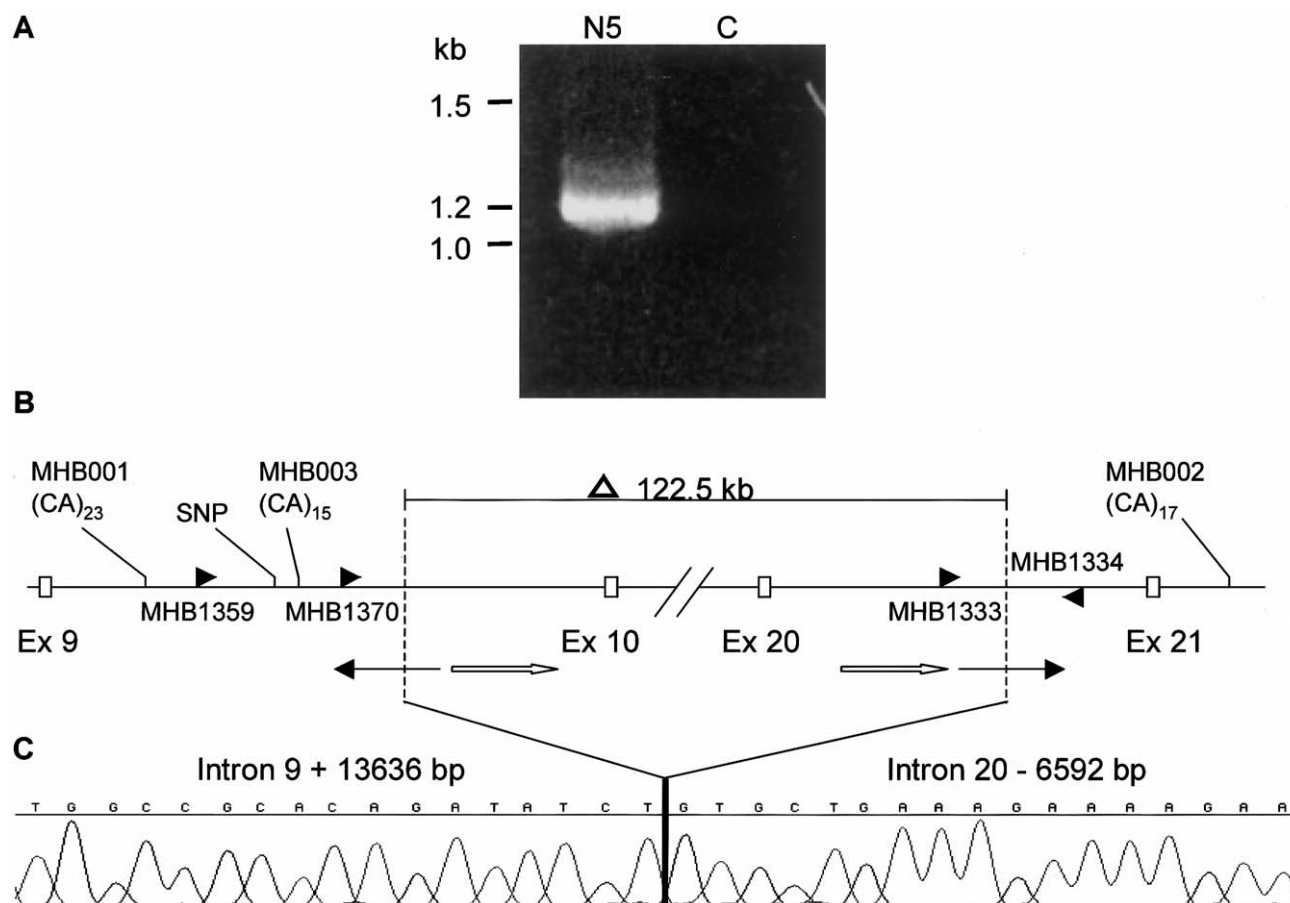 A
N5 C
kb
1.5
1.2
1.0
B
MHB001
(CA)23
SNP
MHB003
(CA)15
△ 122.5 kb
MHB002
(CA)17
MHB1334
MHB1359
MHB1370
MHB1333
Ex 9
Ex 10
Ex 20
Ex 21
C
Intron 9 + 13636 bp
Intron 20 - 6592 bp
T G G C C G C A C A G A T A T C T G T G C T G A A A G A A A A G A A